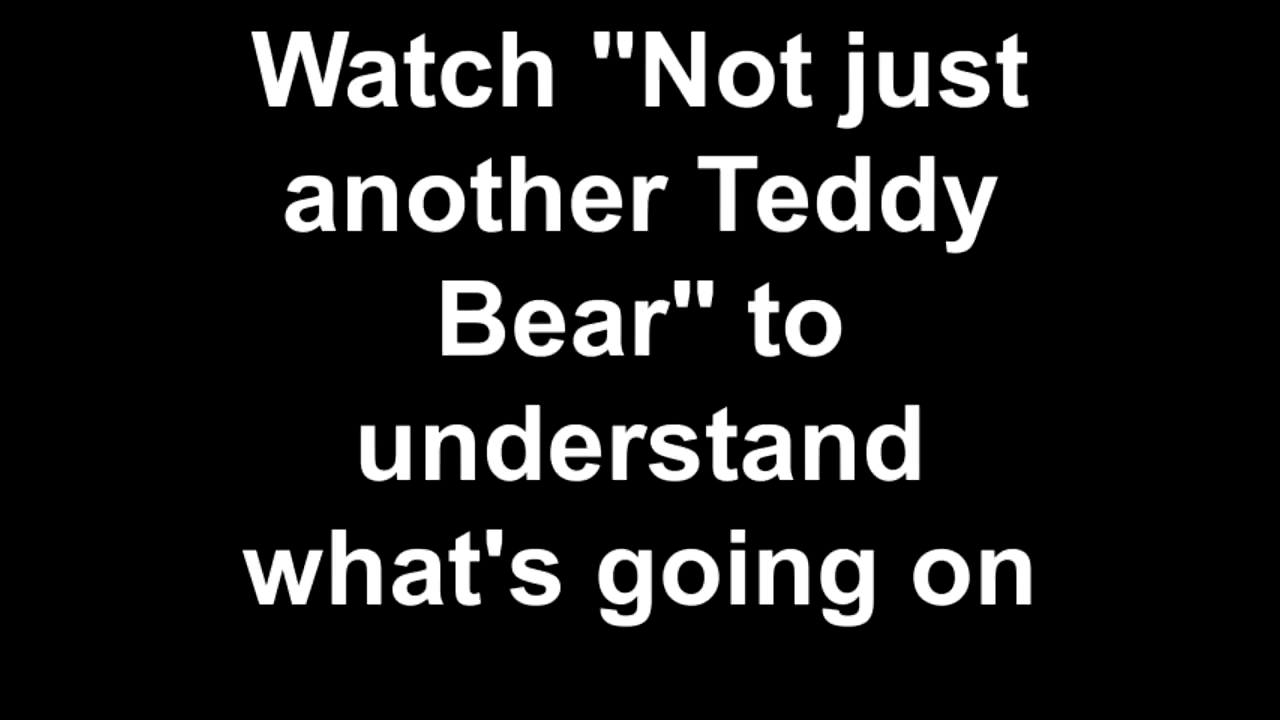 Watch "Not just
another Teddy
Bear" to
understand
what's going on